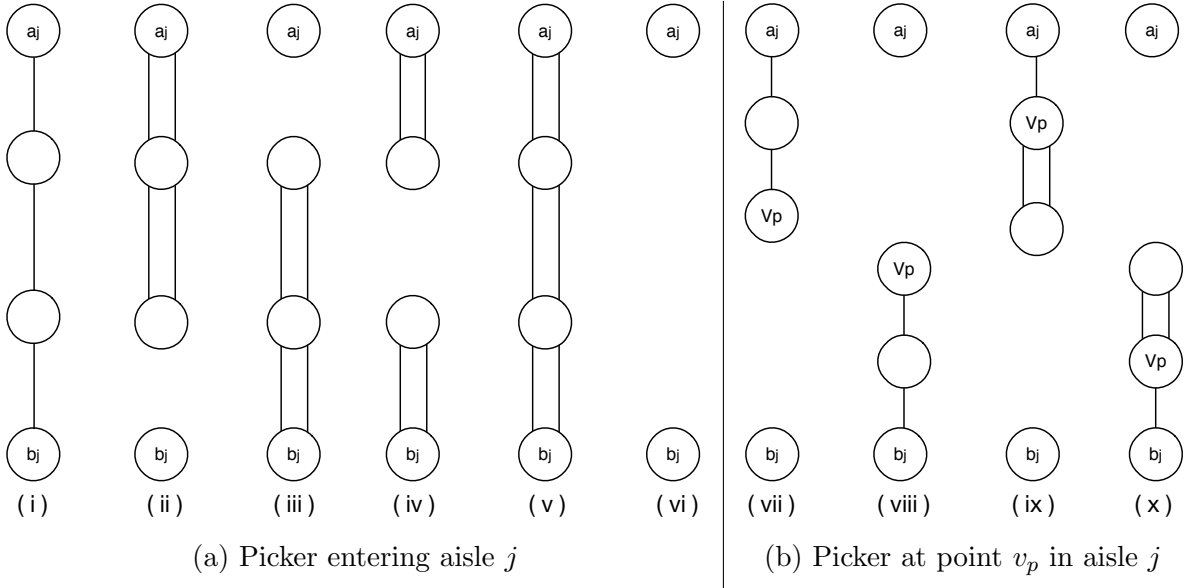 aj aj aj aj aj aj aj aj aj aj
Vp
Vp
Vp
Vp
bj bj bj bj bj bj bj bj bj bj
( i ) ( ii ) ( iii ) ( iv ) ( v ) ( vi ) ( vii ) ( viii ) ( ix ) ( x )
(a) Picker entering aisle j (b) Picker at point vp in aisle j